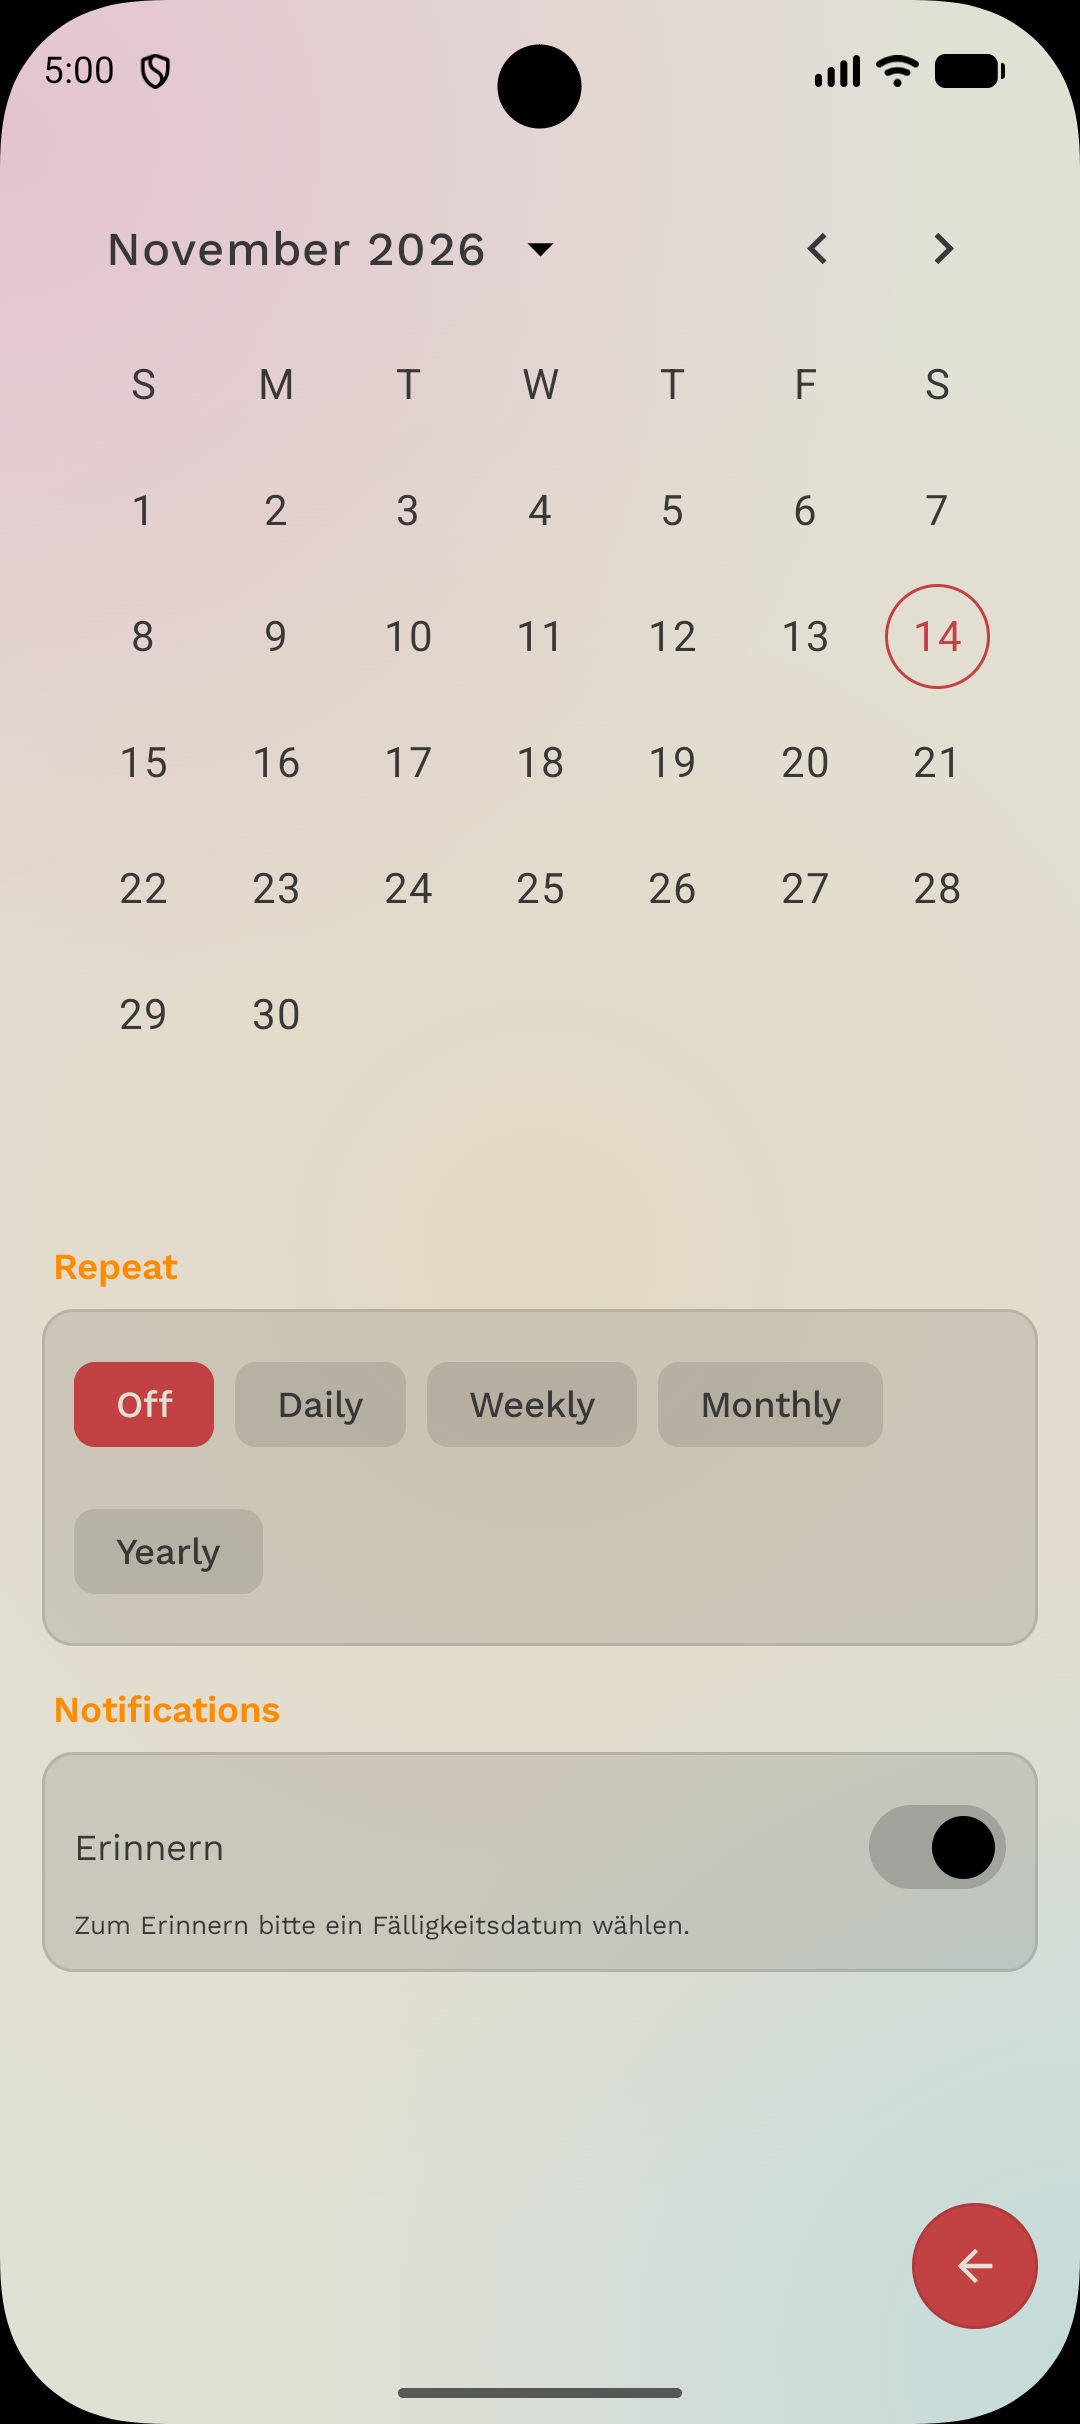 5:00
November 2026
S M T W T F S
1 2 3 4 5 6 7
8 9 10 11 12 13 14
15 16 17 18 19 20 21
22 23 24 25 26 27 28
29 30
Repeat
Off Daily Weekly Monthly
Yearly
Notifications
Erinnern
Zum Erinnern bitte ein Fälligkeitsdatum wählen.